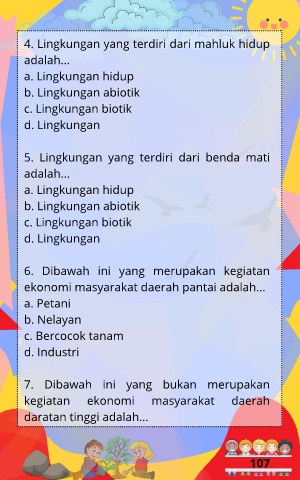 4. Lingkungan yang terdiri dari mahluk hidup
adalah...
a. Lingkungan hidup
b. Lingkungan abiotik
c. Lingkungan biotik
d. Lingkungan
5. Lingkungan yang terdiri dari benda mati
adalah...
a. Lingkungan hidup
b. Lingkungan abiotik
c. Lingkungan biotik
d. Lingkungan
6. Dibawah ini yang merupakan kegiatan
ekonomi masyarakat daerah pantai adalah...
a. Petani
b. Nelayan
c. Bercocok tanam
d. Industri
7. Dibawah ini yang bukan merupakan
kegiatan ekonomi masyarakat daerah
daratan tinggi adalah...
107